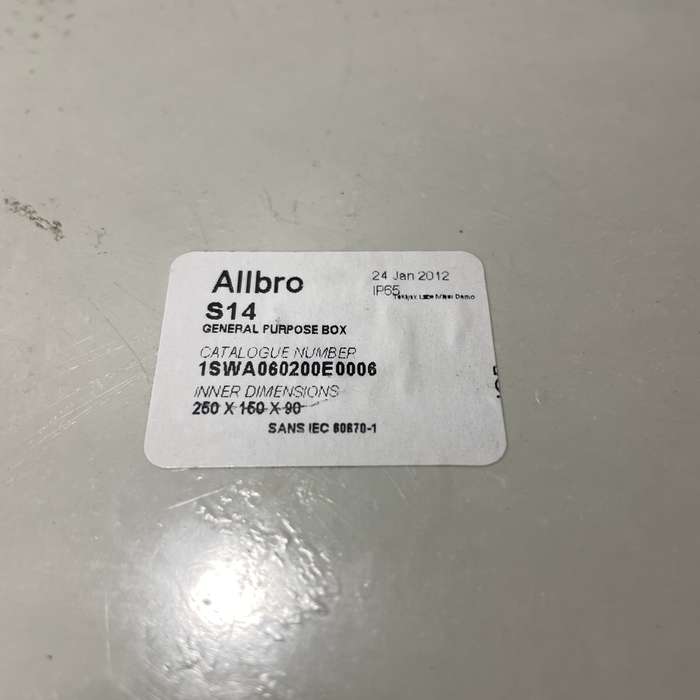 Allbro
24 Jan 2012
S14
IP65
GENERAL PURPOSE BOX
CATALOGUE NUMBER
1SWA060200E0006
INNER DIMENSIONS
250 X 150 X 90
SANS IEC 60670-1